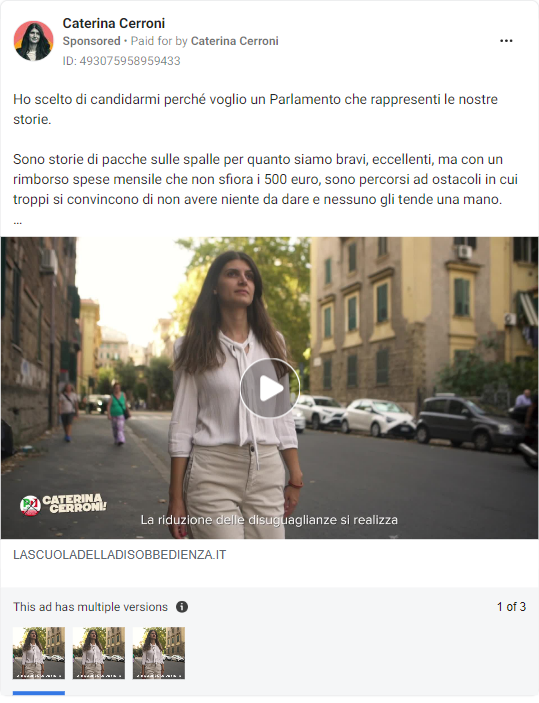 Caterina Cerroni
Sponsored • Paid for by Caterina Cerroni
ID: 493075958959433
Ho scelto di candidarmi perché voglio un Parlamento che rappresenti le nostre
storie.
Sono storie di pacche sulle spalle per quanto siamo bravi, eccellenti, ma con un
rimborso spese mensile che non sfiora i 500 euro, sono percorsi ad ostacoli in cui
troppi si convincono di non avere niente da dare e nessuno gli tende una mano.
...
PD
CATERINA
CERRONI!
La riduzione delle disuguaglianze si realizza
LASCUOLADELLADISOBBEDIENZA.IT
This ad has multiple versions
1 of 3